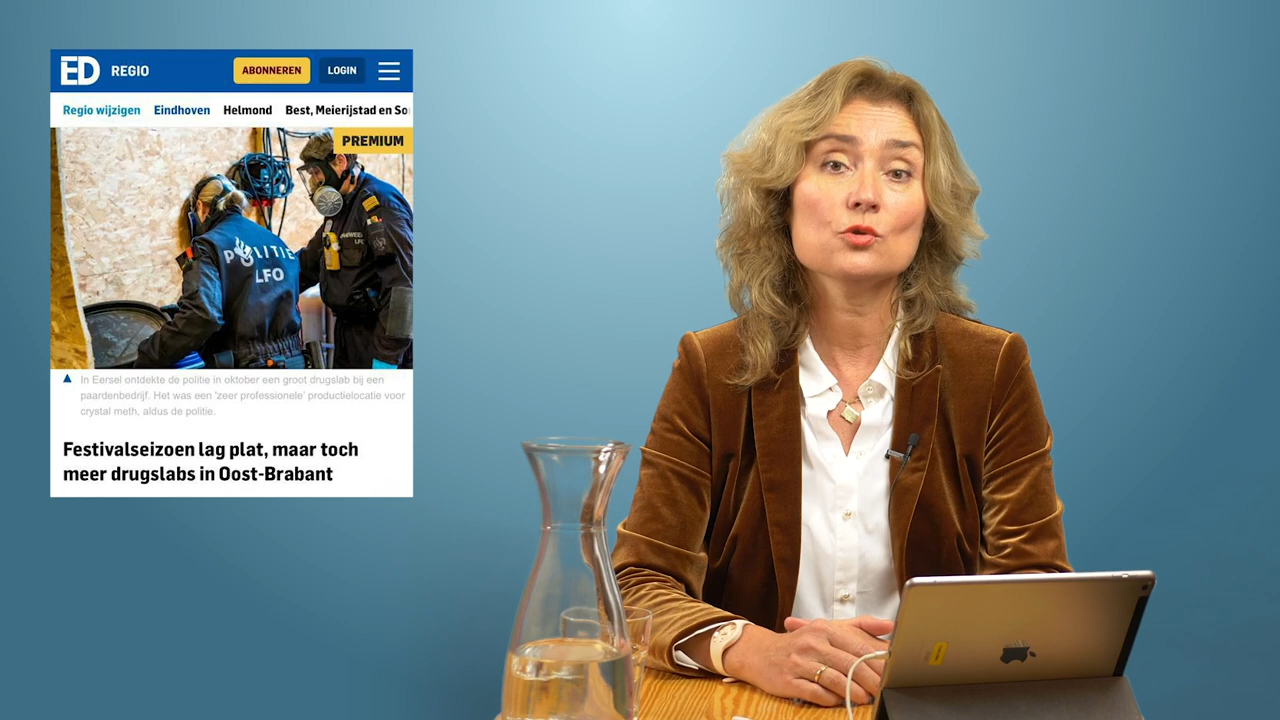 ED REGIO ABONNEREN LOGIN
Regio wijzigen Eindhoven Helmond Best, Meierijstad en So
PREMIUM
POLITIE
LFO
LFO
In Eersel ontdekte de politie in oktober een groot drugslab bij een
paardenbedrijf. Het was een 'zeer professionele' productielocatie voor
crystal meth, aldus de politie.
Festivalseizoen lag plat, maar toch
meer drugslabs in Oost-Brabant